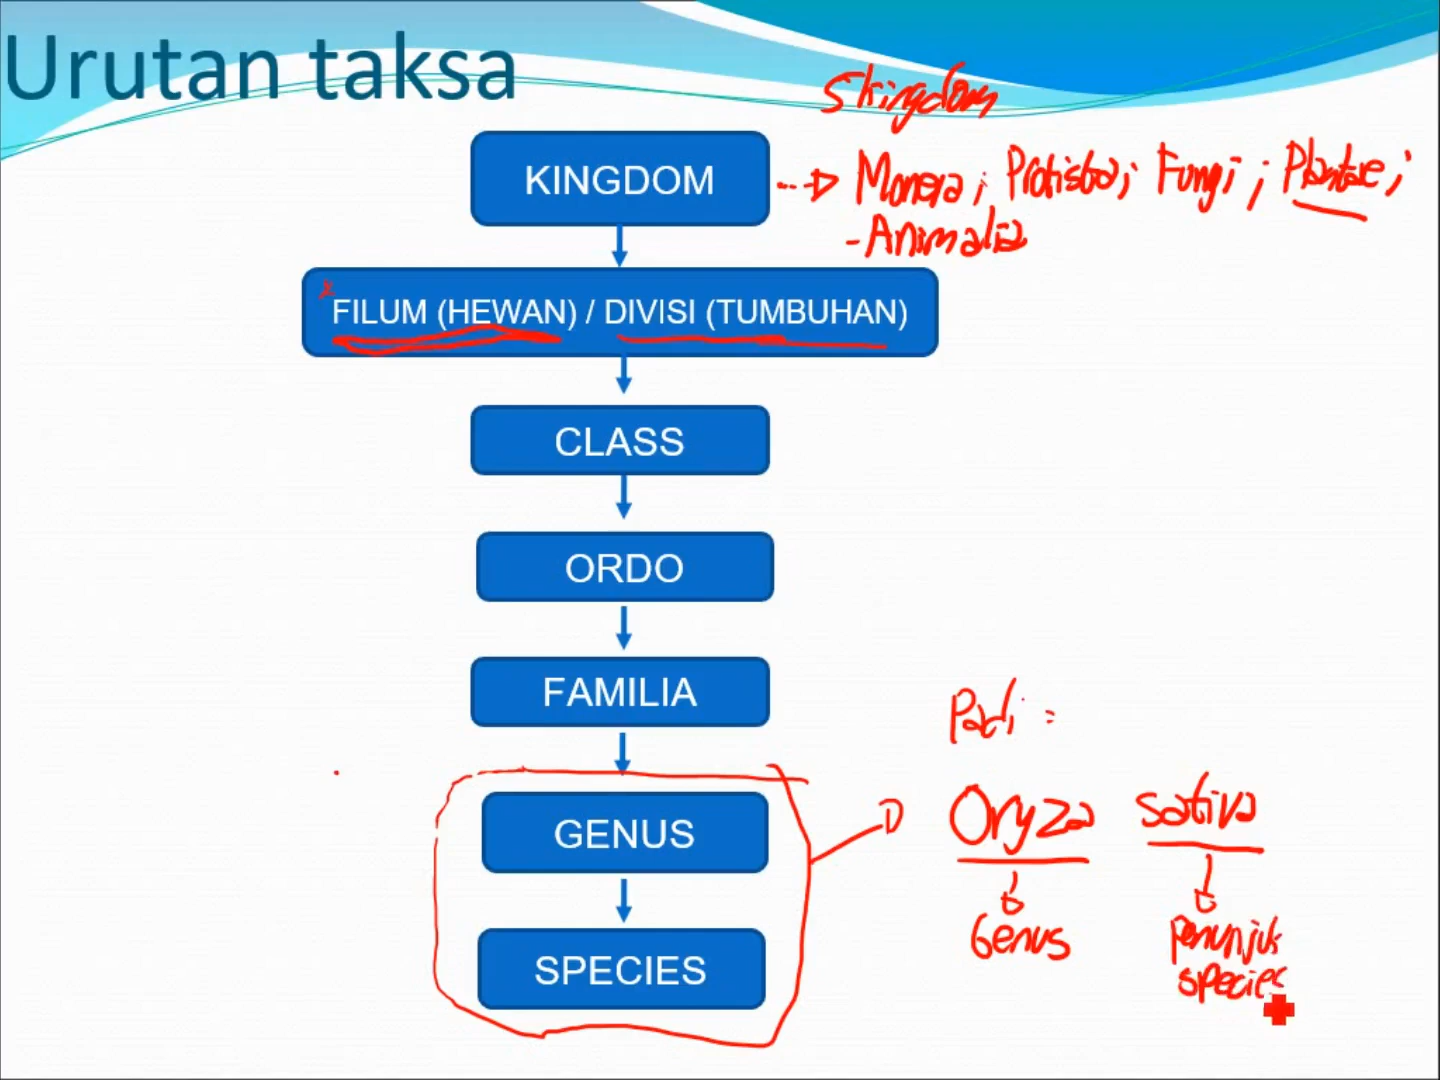 Urutan taksa
5 kingdom
KINGDOM
Monera; Protista; Fungi; Plantae;
-Animalia
FILUM (HEWAN) / DIVISI (TUMBUHAN)
CLASS
ORDO
FAMILIA
Padi :
GENUS
Oryza sativa
Genus
penunjuk
SPECIES
species